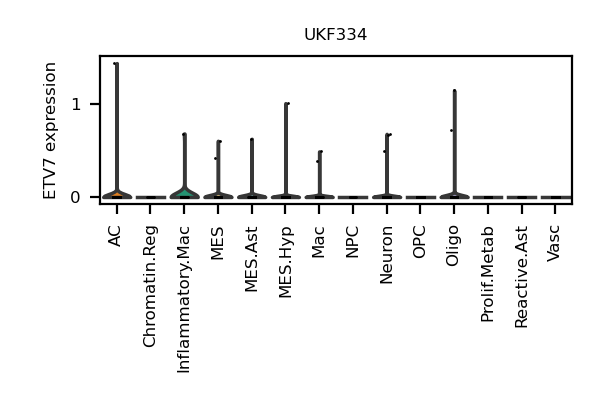 UKF334
ETV7 expression
1
0
AC
Chromatin.Reg
Inflammatory.Mac
MES
MES.Ast
MES.Hyp
Mac
NPC
Neuron
OPC
Oligo
Prolif.Metab
Reactive.Ast
Vasc